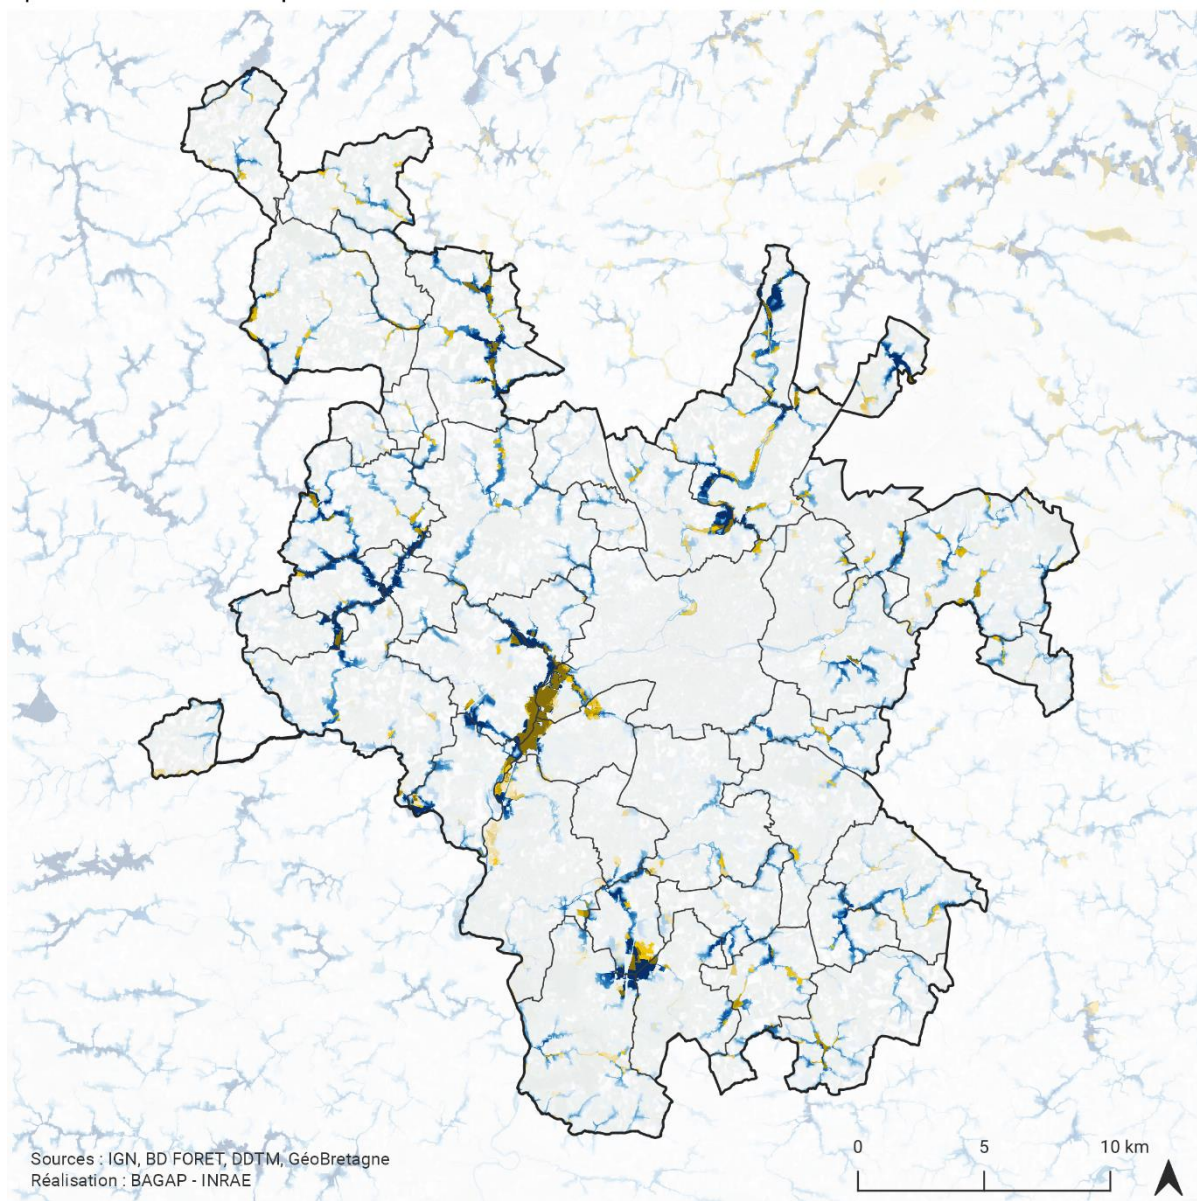 Sources : IGN, BD FORET, DDTM, GéoBretagne
Réalisation : BAGAP - INRAE
0 5 10 km